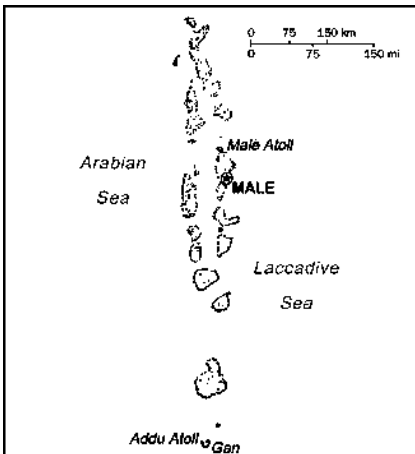 0 75 150 km
0 75 150 mi
Male Atoll
Arabian
Sea
MALE
Laccadive
Sea
Addu Atoll
Gan